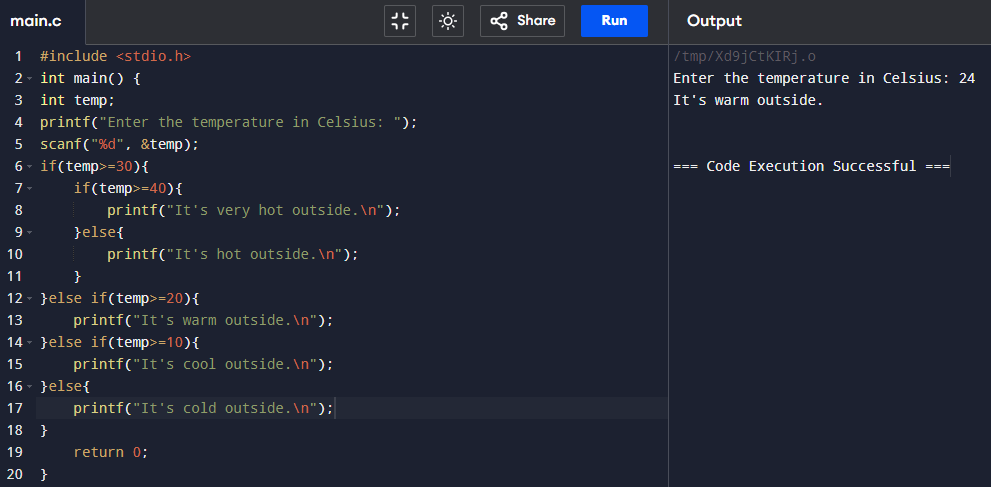 main.c
Share
Run
Output
1 #include <stdio.h>
2 int main() {
3 int temp;
4 printf("Enter the temperature in Celsius: ");
5 scanf("%d", &temp);
6 if(temp>=30){
7     if(temp>=40){
8         printf("It's very hot outside.\n");
9     }else{
10         printf("It's hot outside.\n");
11     }
12 }else if(temp>=20){
13     printf("It's warm outside.\n");
14 }else if(temp>=10){
15     printf("It's cool outside.\n");
16 }else{
17     printf("It's cold outside.\n");
18 }
19     return 0;
20 }
/tmp/Xd9jCtKIRj.o
Enter the temperature in Celsius: 24
It's warm outside.
=== Code Execution Successful ===